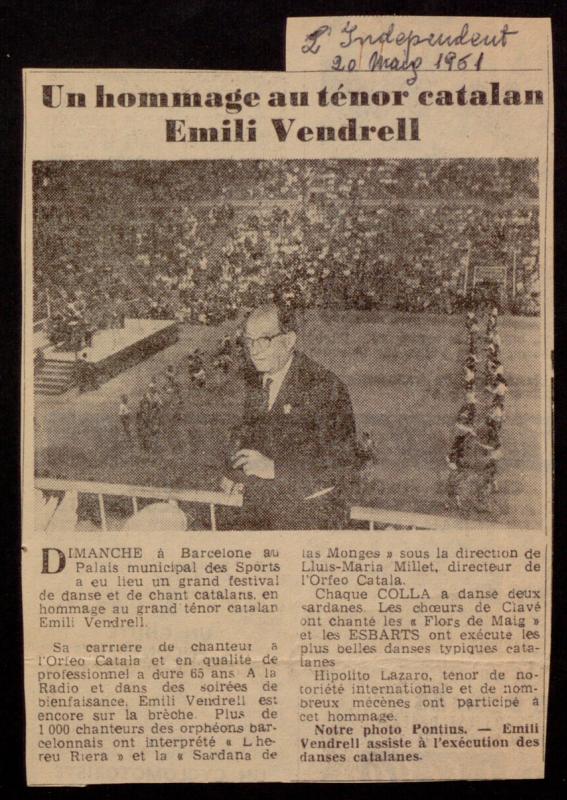 L'Independent
20 Maig 1961
Un hommage au ténor catalan
Emili Vendrell
DIMANCHE à Barcelone au
Palais municipal des Sports
a eu lieu un grand festival
de danse et de chant catalans, en
hommage au grand ténor catalan
Emili Vendrell.
Sa carrière de chanteur à
l'Orfeo Catala et en qualité de
professionnel a duré 65 ans. A la
Radio et dans des soirées de
bienfaisance, Emili Vendrell est
encore sur la brèche. Plus de
1 000 chanteurs des orphéons bar-
celonnais ont interprété « L'he-
reu Riera » et la « Sardana de
las Monges » sous la direction de
Lluis-Maria Millet, directeur de
l'Orfeo Catala.
Chaque COLLA a dansé deux
sardanes. Les chœurs de Clavé
ont chanté les « Flors de Maig »
et les ESBARTS ont exécuté les
plus belles danses typiques cata-
lanes
Hipolito Lazaro, ténor de no-
toriété internationale et de nom-
breux mécènes ont participé à
cet hommage.
Notre photo Pontius. — Emili
Vendrell assiste à l'exécution des
danses catalanes.